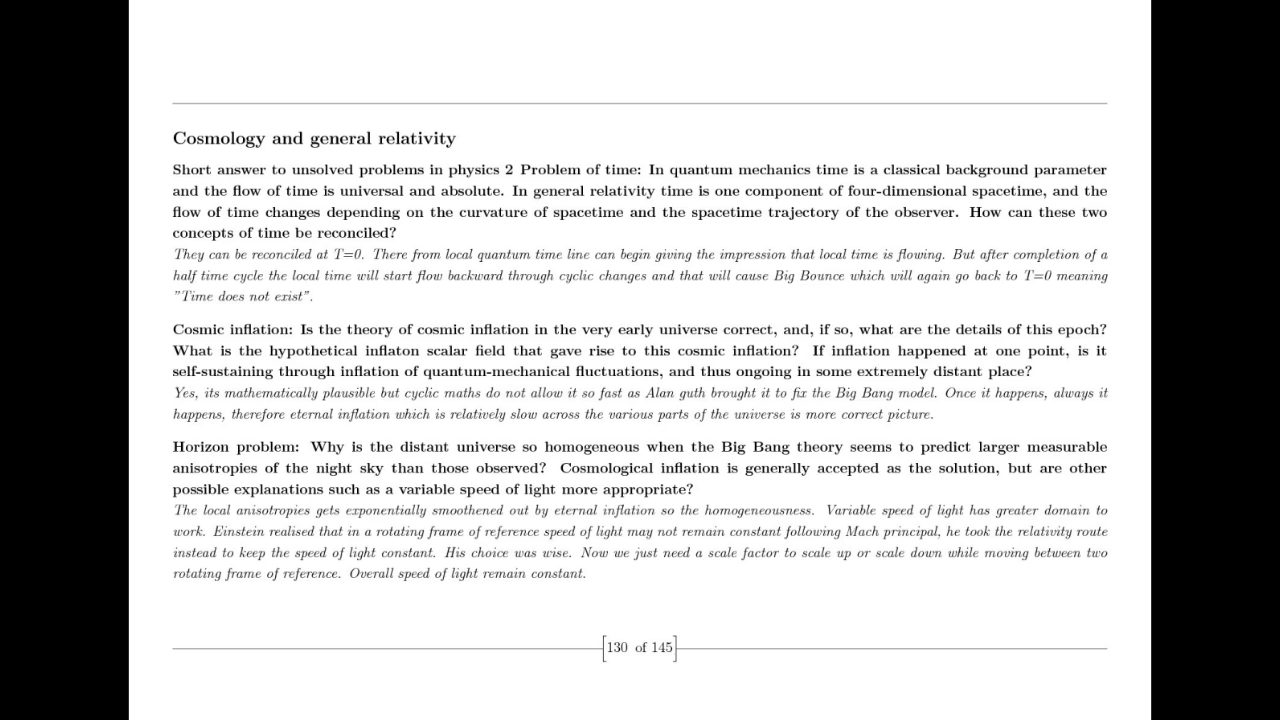 Cosmology and general relativity
Short answer to unsolved problems in physics 2 Problem of time: In quantum mechanics time is a classical background parameter
and the flow of time is universal and absolute. In general relativity time is one component of four-dimensional spacetime, and the
flow of time changes depending on the curvature of spacetime and the spacetime trajectory of the observer. How can these two
concepts of time be reconciled?
They can be reconciled at T=0. There from local quantum time line can begin giving the impression that local time is flowing. But after completion of a
half time cycle the local time will start flow backward through cyclic changes and that will cause Big Bounce which will again go back to T=0 meaning
"Time does not exist".
Cosmic inflation: Is the theory of cosmic inflation in the very early universe correct, and, if so, what are the details of this epoch?
What is the hypothetical inflaton scalar field that gave rise to this cosmic inflation? If inflation happened at one point, is it
self-sustaining through inflation of quantum-mechanical fluctuations, and thus ongoing in some extremely distant place?
Yes, its mathematically plausible but cyclic maths do not allow it so fast as Alan guth brought it to fix the Big Bang model. Once it happens, always it
happens, therefore eternal inflation which is relatively slow across the various parts of the universe is more correct picture.
Horizon problem: Why is the distant universe so homogeneous when the Big Bang theory seems to predict larger measurable
anisotropies of the night sky than those observed? Cosmological inflation is generally accepted as the solution, but are other
possible explanations such as a variable speed of light more appropriate?
The local anisotropies gets exponentially smoothened out by eternal inflation so the homogeneousness. Variable speed of light has greater domain to
work. Einstein realised that in a rotating frame of reference speed of light may not remain constant following Mach principal, he took the relativity route
instead to keep the speed of light constant. His choice was wise. Now we just need a scale factor to scale up or scale down while moving between two
rotating frame of reference. Overall speed of light remain constant.
130 of 145